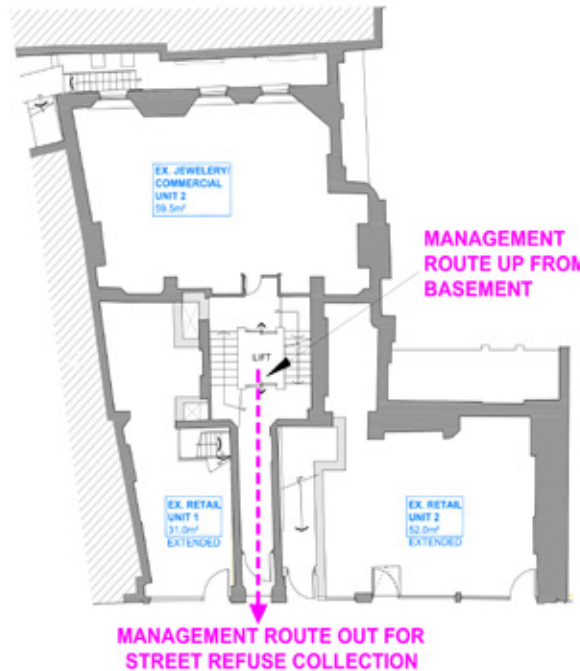 EX. JEWELERY/
COMMERCIAL
UNIT 2
59.5m²
MANAGEMENT
ROUTE UP FROM
BASEMENT
LIFT
EX. RETAIL
UNIT 1
31.0m²
EXTENDED
EX. RETAIL
UNIT 2
52.0m²
EXTENDED
MANAGEMENT ROUTE OUT FOR
STREET REFUSE COLLECTION